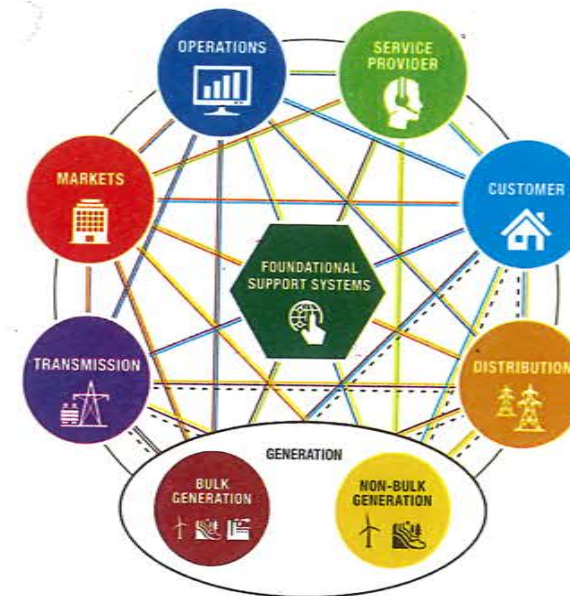 OPERATIONS
SERVICE
PROVIDER
MARKETS
CUSTOMER
FOUNDATIONAL
SUPPORT SYSTEMS
TRANSMISSION
DISTRIBUTION
GENERATION
BULK
GENERATION
NON-BULK
GENERATION